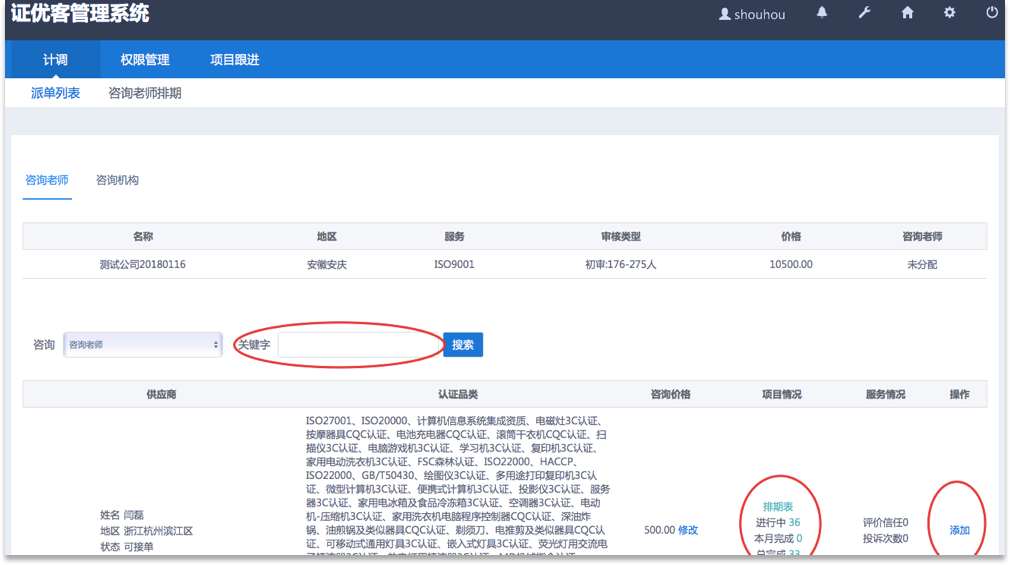 证优客管理系统
shouhou
计调 权限管理 项目跟进
派单列表 咨询老师排期
咨询老师 咨询机构
名称 地区 服务 审核类型 价格 咨询老师
测试公司20180116 安徽安庆 ISO9001 初审:176-275人 10500.00 未分配
咨询 咨询老师 关键字 搜索
供应商 认证品类 咨询价格 项目情况 服务情况 操作
ISO27001、ISO20000、计算机信息系统集成资质、电磁灶3C认证、
按摩器具CQC认证、电池充电器CQC认证、滚筒干衣机CQC认证、扫
描仪3C认证、电脑游戏机3C认证、学习机3C认证、复印机3C认证、
家用电动洗衣机3C认证、FSC森林认证、ISO22000、HACCP、
ISO22000、GB/T50430、绘图仪3C认证、多用途打印复印机3C认
证、微型计算机3C认证、便携式计算机3C认证、投影仪3C认证、服务
器3C认证、家用电冰箱及食品冷冻箱3C认证、空调器3C认证、电动
机-压缩机3C认证、家用洗衣机电脑程序控制器CQC认证、深油炸
锅、油煎锅及类似器具CQC认证、剃须刀、电推剪及类似器具CQC认
证、可移动式通用灯具3C认证、嵌入式灯具3C认证、荧光灯用交流电
姓名 闫磊
地区 浙江杭州滨江区
状态 可接单
500.00 修改
排期表
进行中 36
本月完成 0
总完成 33
评价信任0
投诉次数0
添加